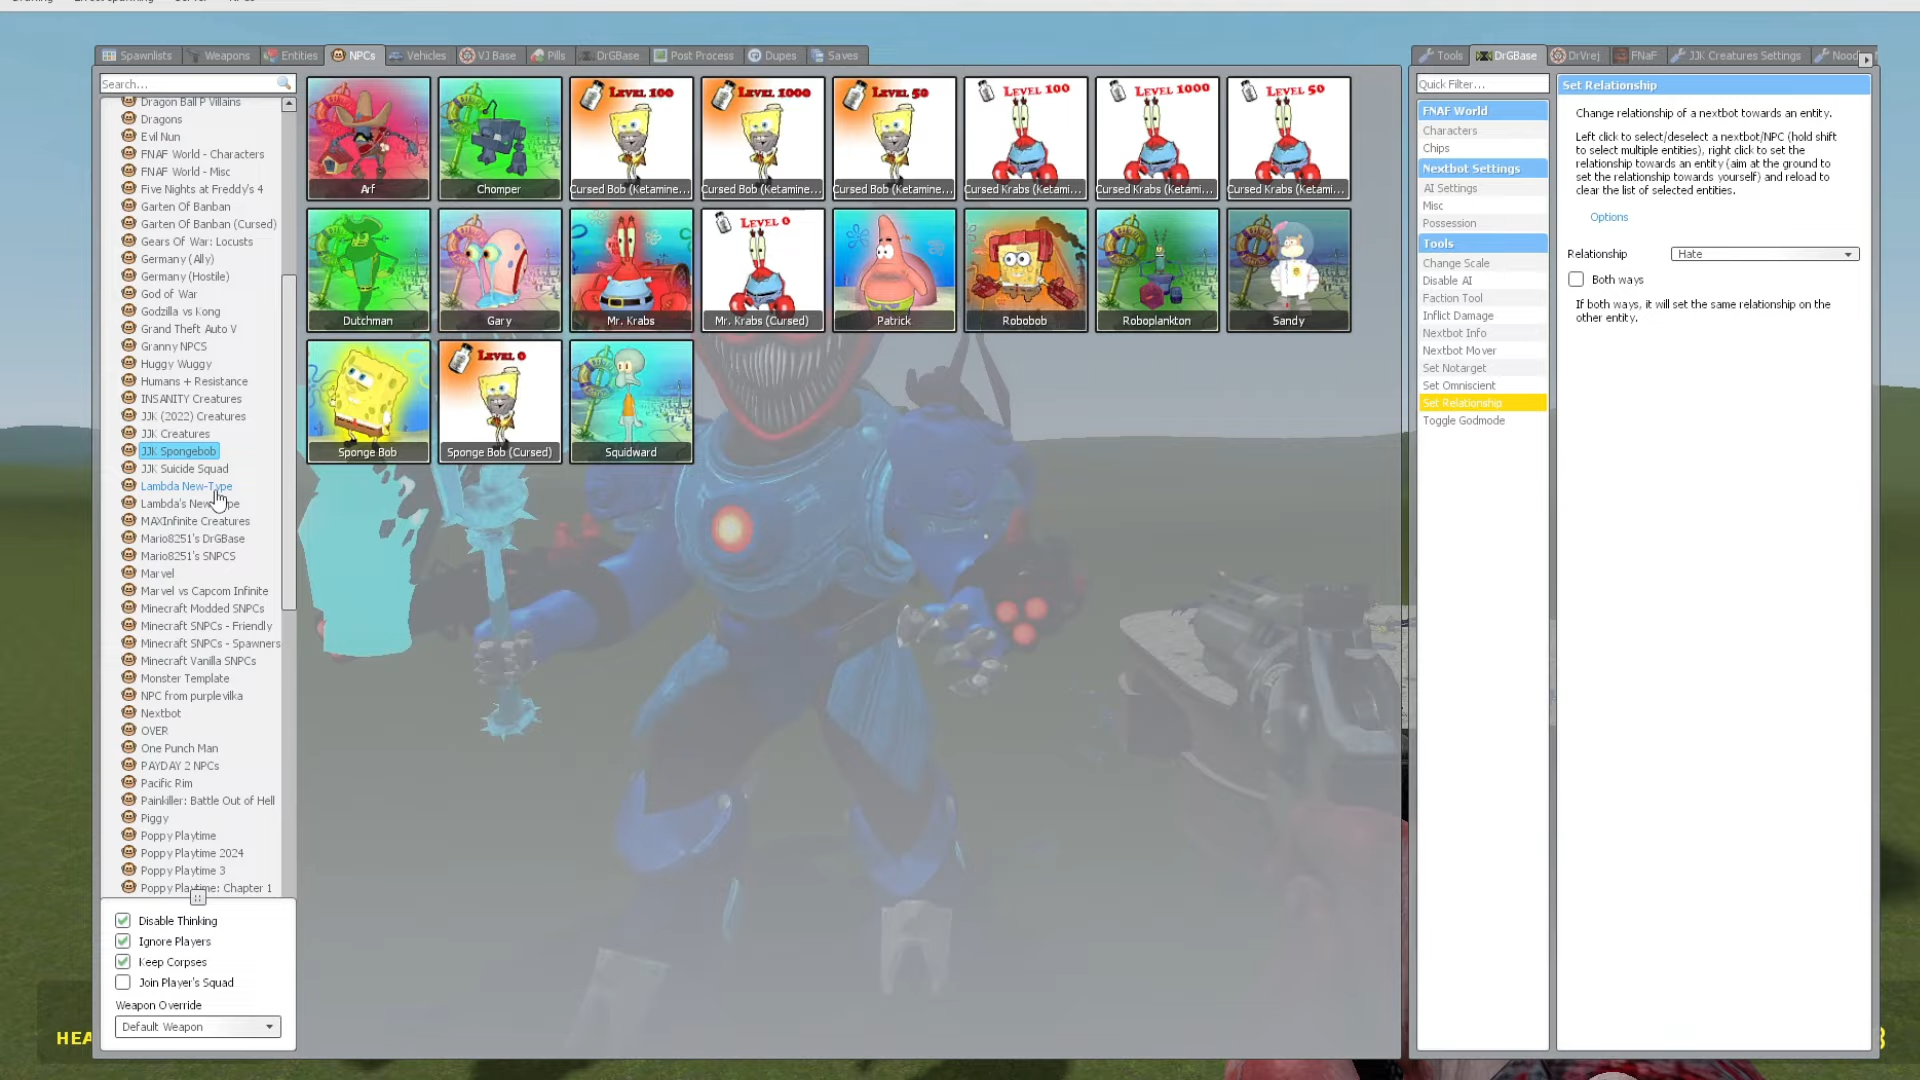 Spawnlists
Weapons
Entities
NPCs
Vehicles
VJ Base
Pills
DrGBase
Post Process
Dupes
Saves
Search...
Dragon Ball P Villains
Dragons
Evil Nun
FNAF World - Characters
FNAF World - Misc
Five Nights at Freddy's 4
Garten Of Banban
Garten Of Banban (Cursed)
Gears Of War: Locusts
Germany (Ally)
Germany (Hostile)
God of War
Godzilla vs Kong
Grand Theft Auto V
Granny NPCS
Huggy Wuggy
Humans + Resistance
INSANITY Creatures
JJK (2022) Creatures
JJK Creatures
JJK Spongebob
JJK Suicide Squad
Lambda New-Type
Lambda's New-Type
MAXInfinite Creatures
Mario8251's DrGBase
Mario8251's SNPCS
Marvel
Marvel vs Capcom Infinite
Minecraft Modded SNPCs
Minecraft SNPCs - Friendly
Minecraft SNPCs - Spawners
Minecraft Vanilla SNPCs
Monster Template
NPC from purplevilka
Nextbot
OVER
One Punch Man
PAYDAY 2 NPCs
Pacific Rim
Painkiller: Battle Out of Hell
Piggy
Poppy Playtime
Poppy Playtime 2024
Poppy Playtime 3
Poppy Playtime: Chapter 1
Disable Thinking
Ignore Players
Keep Corpses
Join Player's Squad
Weapon Override
Default Weapon
HEA
Arf
Chomper
LEVEL 100
Cursed Bob (Ketamine...
LEVEL 1000
Cursed Bob (Ketamine...
LEVEL 50
Cursed Bob (Ketamine...
LEVEL 100
Cursed Krabs (Ketami...
LEVEL 1000
Cursed Krabs (Ketami...
LEVEL 50
Cursed Krabs (Ketami...
Dutchman
Gary
Mr. Krabs
LEVEL 0
Mr. Krabs (Cursed)
Patrick
Robobob
Roboplankton
Sandy
Sponge Bob
LEVEL 0
Sponge Bob (Cursed)
Squidward
Tools
DrGBase
DrVrej
FNaF
JJK Creatures Settings
Nood
Quick Filter...
FNAF World
Characters
Chips
Nextbot Settings
AI Settings
Misc
Possession
Tools
Change Scale
Disable AI
Faction Tool
Inflict Damage
Nextbot Info
Nextbot Mover
Set Notarget
Set Omniscient
Set Relationship
Toggle Godmode
Set Relationship
Change relationship of a nextbot towards an entity.
Left click to select/deselect a nextbot/NPC (hold shift
to select multiple entities), right click to set the
relationship towards an entity (aim at the ground to
set the relationship towards yourself) and reload to
clear the list of selected entities.
Options
Relationship
Hate
Both ways
If both ways, it will set the same relationship on the
other entity.